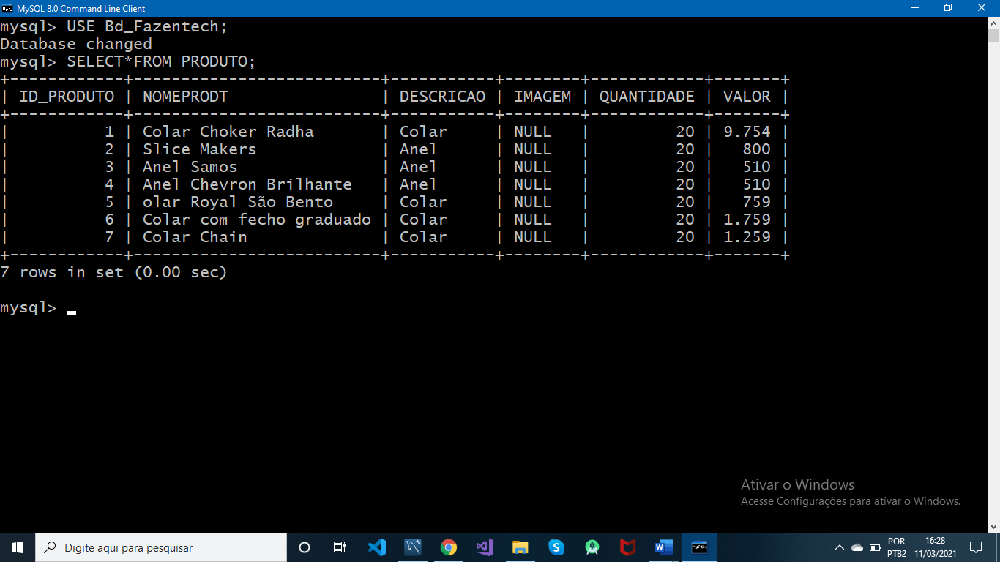 MySQL 8.0 Command Line Client
mysql> USE Bd_Fazentech;
Database changed
mysql> SELECT*FROM PRODUTO;
+------------+--------------------------+-----------+--------+------------+-------+
| ID_PRODUTO | NOMEPRODT                | DESCRICAO | IMAGEM | QUANTIDADE | VALOR |
+------------+--------------------------+-----------+--------+------------+-------+
|          1 | Colar Choker Radha       | Colar     | NULL   |         20 | 9.754 |
|          2 | Slice Makers             | Anel      | NULL   |         20 |   800 |
|          3 | Anel Samos               | Anel      | NULL   |         20 |   510 |
|          4 | Anel Chevron Brilhante   | Anel      | NULL   |         20 |   510 |
|          5 | olar Royal São Bento     | Colar     | NULL   |         20 |   759 |
|          6 | Colar com fecho graduado | Colar     | NULL   |         20 | 1.759 |
|          7 | Colar Chain              | Colar     | NULL   |         20 | 1.259 |
+------------+--------------------------+-----------+--------+------------+-------+
7 rows in set (0.00 sec)
mysql>
Ativar o Windows
Acesse Configurações para ativar o Windows.
Digite aqui para pesquisar
POR
PTB2
16:28
11/03/2021